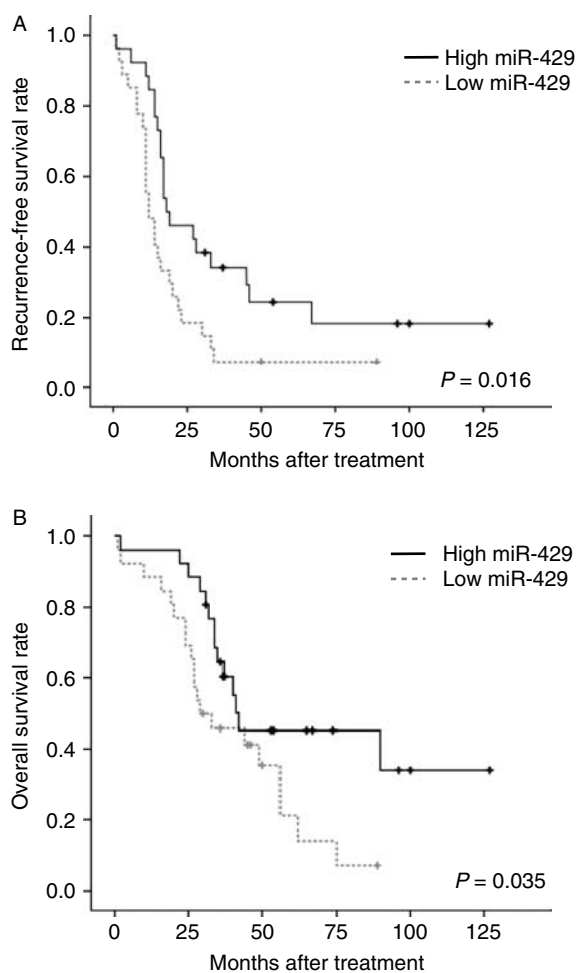 A
1.0
0.8
0.6
0.4
0.2
0.0
Recurrence-free survival rate
High miR-429
Low miR-429
P = 0.016
0 25 50 75 100 125
Months after treatment
B
1.0
0.8
0.6
0.4
0.2
0.0
Overall survival rate
High miR-429
Low miR-429
P = 0.035
0 25 50 75 100 125
Months after treatment